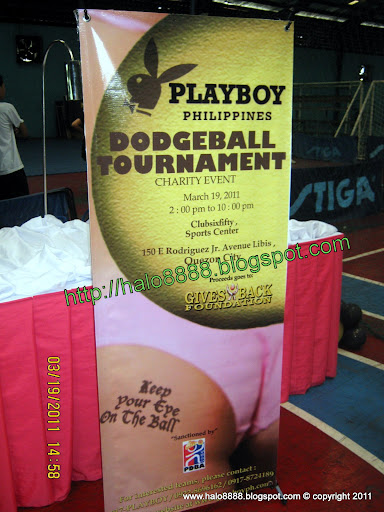 PLAYBOY
PHILIPPINES
DODGEBALL
TOURNAMENT
CHARITY EVENT
March 19, 2011
2 : 00 pm to 10 : 00 pm
Clubsixfifty,
Sports Center
150 E Rodriguez Jr. Avenue Libis,
Quezon City
Proceeds goes to:
GIVES BACK
FOUNDATION
http://halo8888.blogspot.com
STIGA
Keep
your Eye
On The Ball
"Sanctioned by"
PDBA
For interested teams, please contact :
/0917-8724189
03/19/2011 14:58
www.halo8888.blogspot.com © copyright 2011